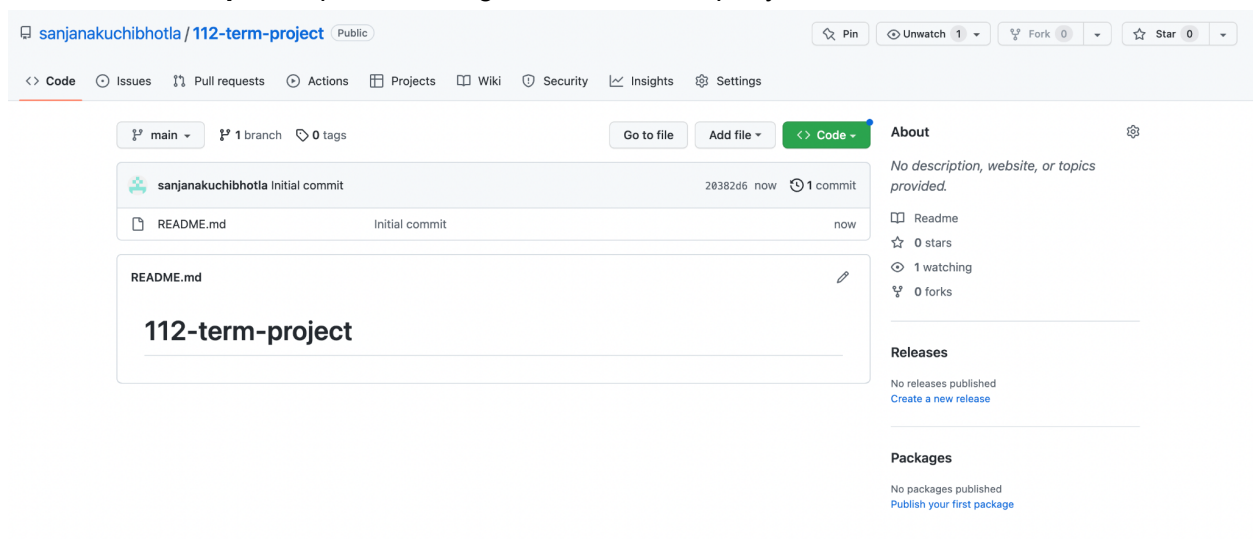 sanjanakuchibhotla / 112-term-project Public
Pin Unwatch 1 Fork 0 Star 0
Code Issues Pull requests Actions Projects Wiki Security Insights Settings
main 1 branch 0 tags Go to file Add file Code
sanjanakuchibhotla Initial commit 20382d6 now 1 commit
README.md Initial commit now
README.md
112-term-project
About
No description, website, or topics
provided.
Readme
0 stars
1 watching
0 forks
Releases
No releases published
Create a new release
Packages
No packages published
Publish your first package